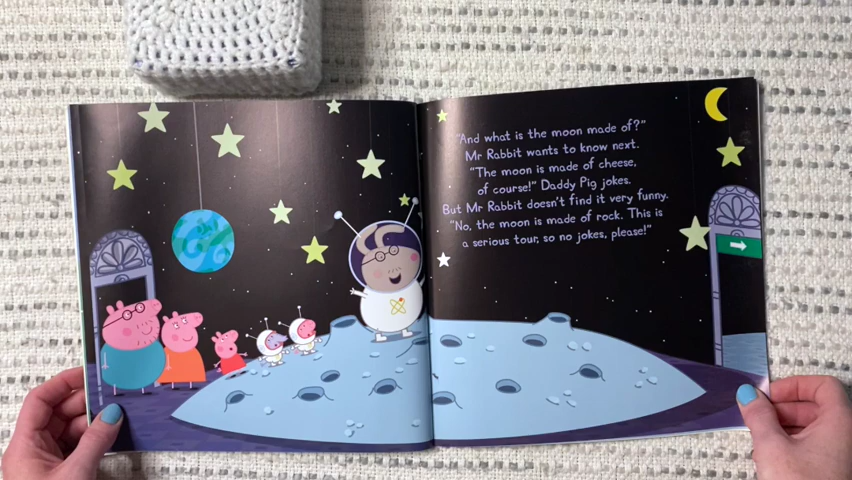 "And what is the moon made of?"
Mr Rabbit wants to know next.
"The moon is made of cheese,
of course!" Daddy Pig jokes.
But Mr Rabbit doesn't find it very funny.
"No, the moon is made of rock. This is
a serious tour, so no jokes, please!"